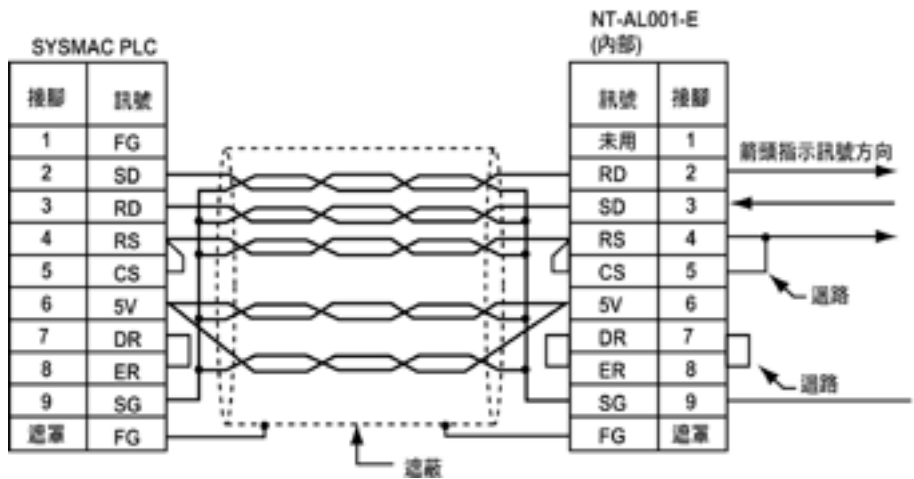 NT-AL001-E
(內部)
SYSMAC PLC
接腳 訊號
1 FG
2 SD
3 RD
4 RS
5 CS
6 5V
7 DR
8 ER
9 SG
遮罩 FG
訊號 接腳
未用 1
RD 2
SD 3
RS 4
CS 5
5V 6
DR 7
ER 8
SG 9
FG 遮罩
箭頭指示訊號方向
迴路
迴路
遮蔽